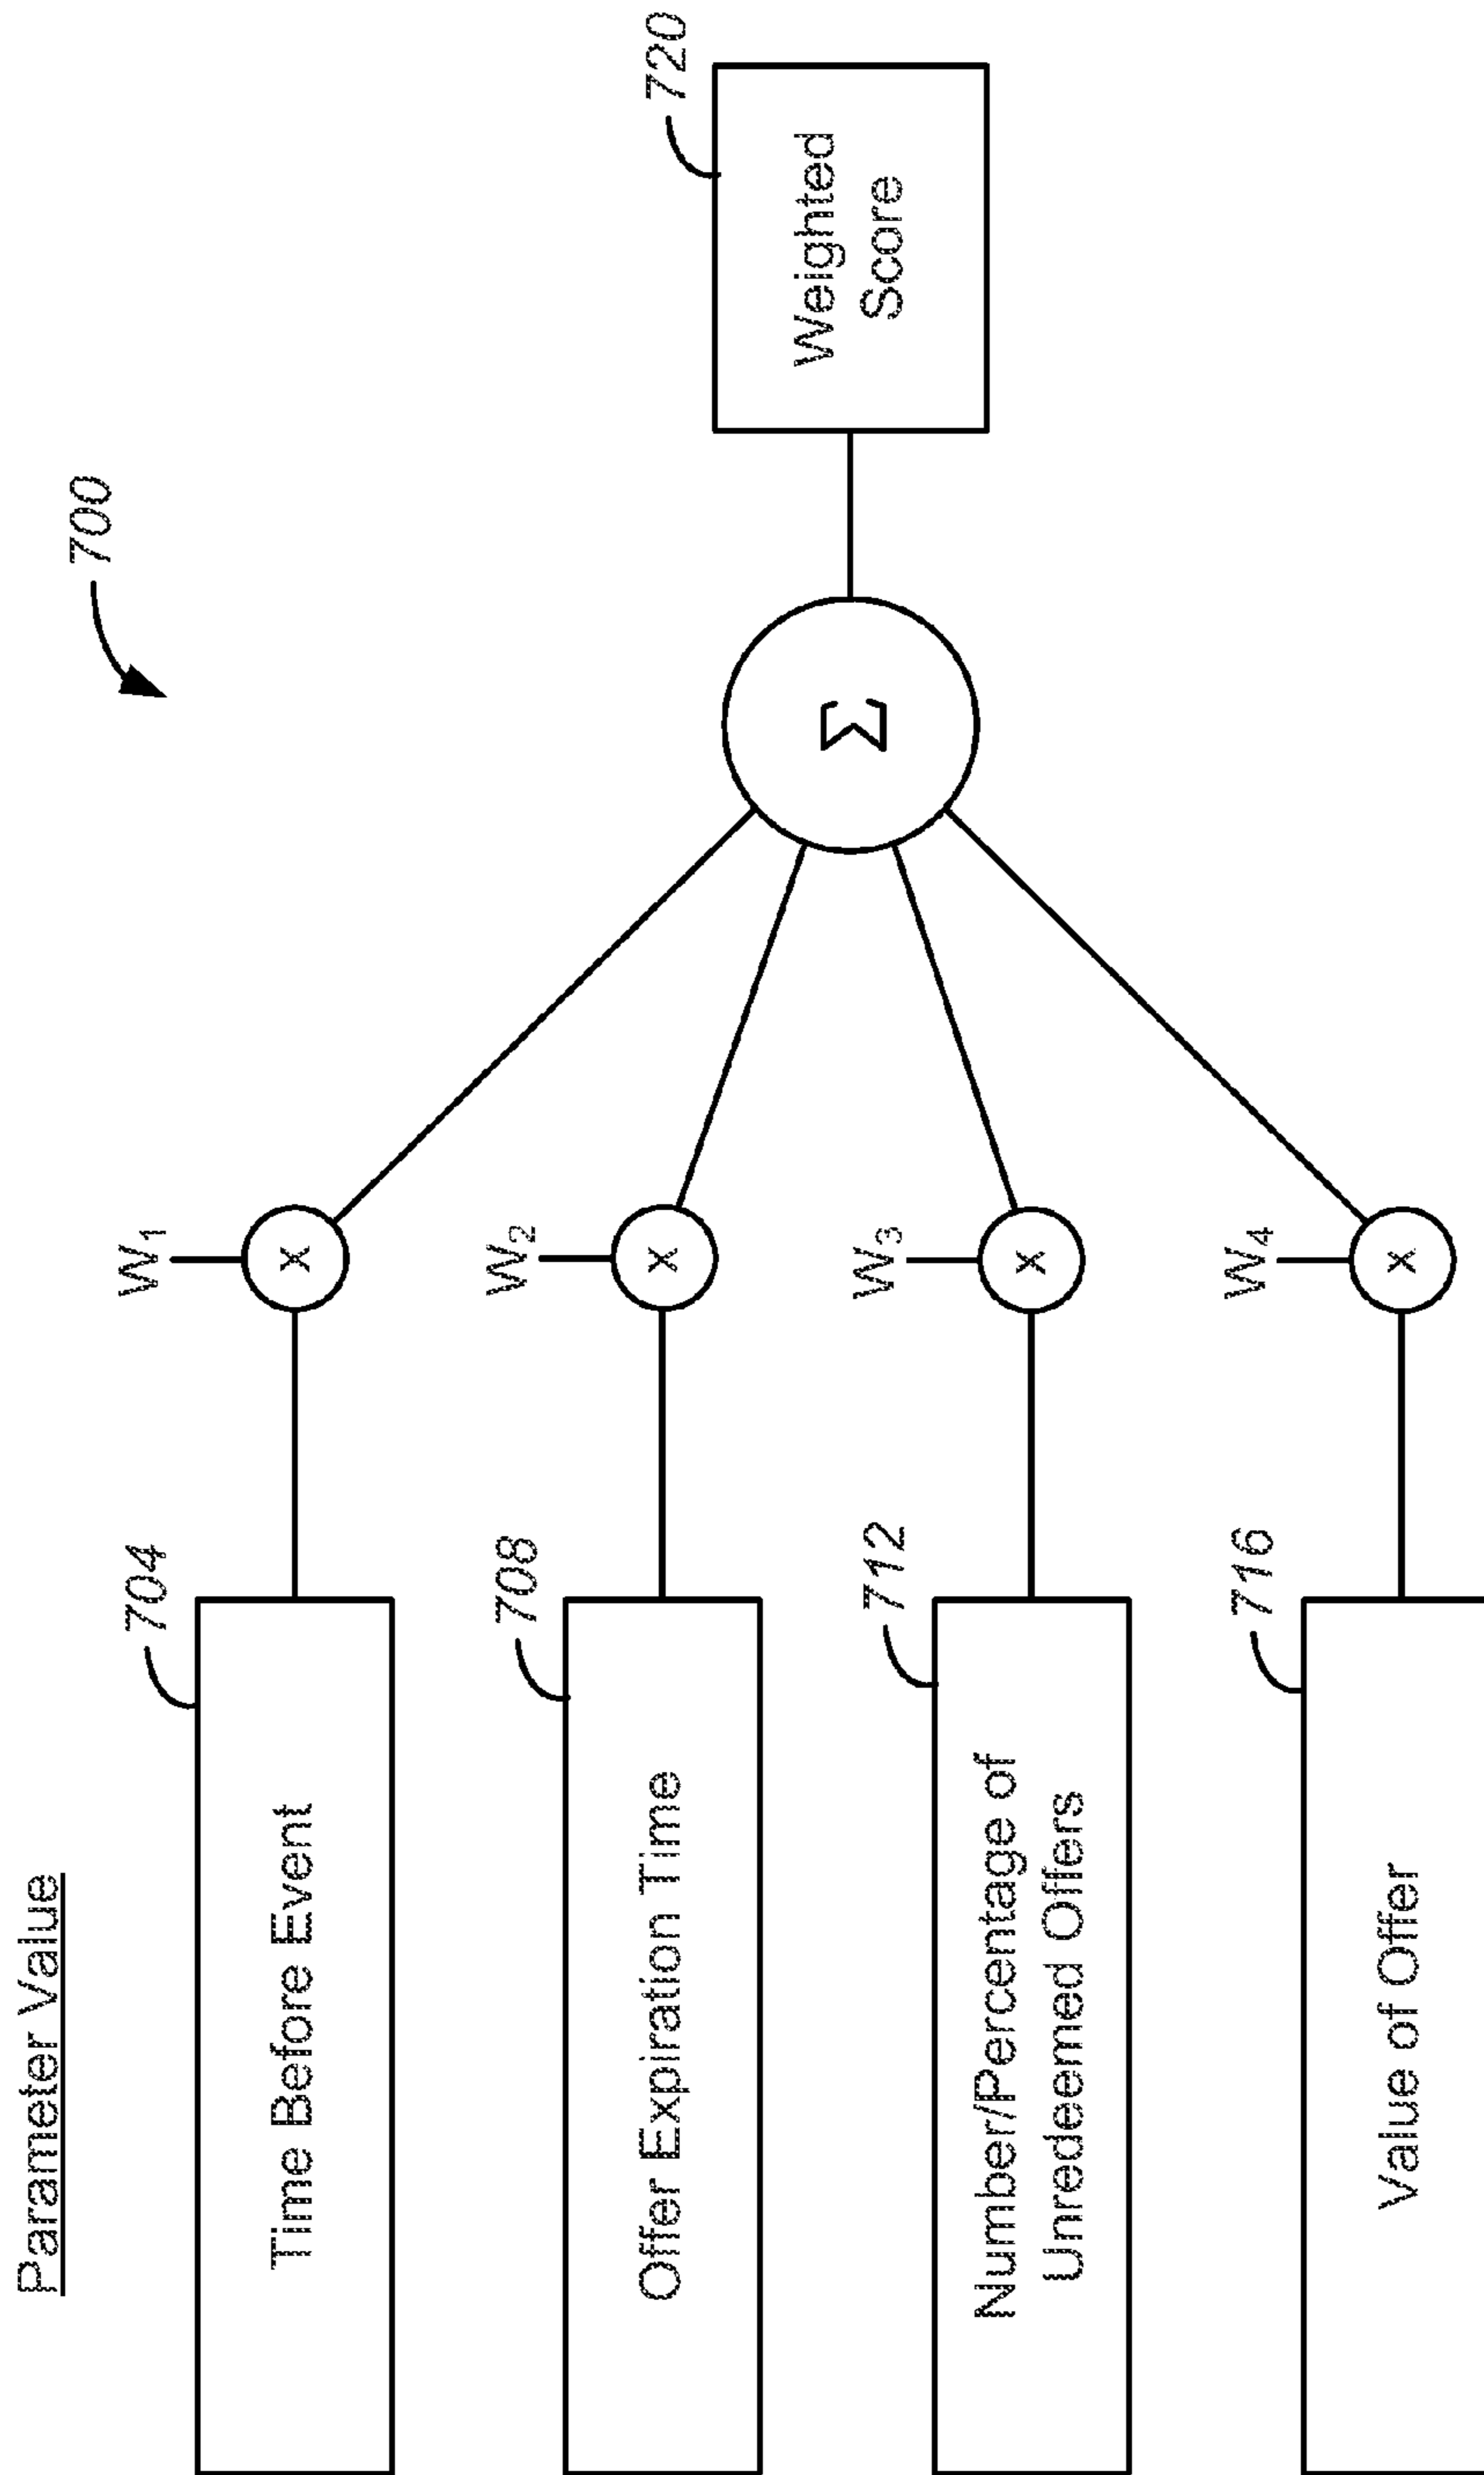 700
Parameter Value
704
Time Before Event
W1
x
708
Offer Expiration Time
W2
x
Σ
720
Weighted
Score
712
Number/Percentage of
Unredeemed Offers
W3
x
716
Value of Offer
W4
x